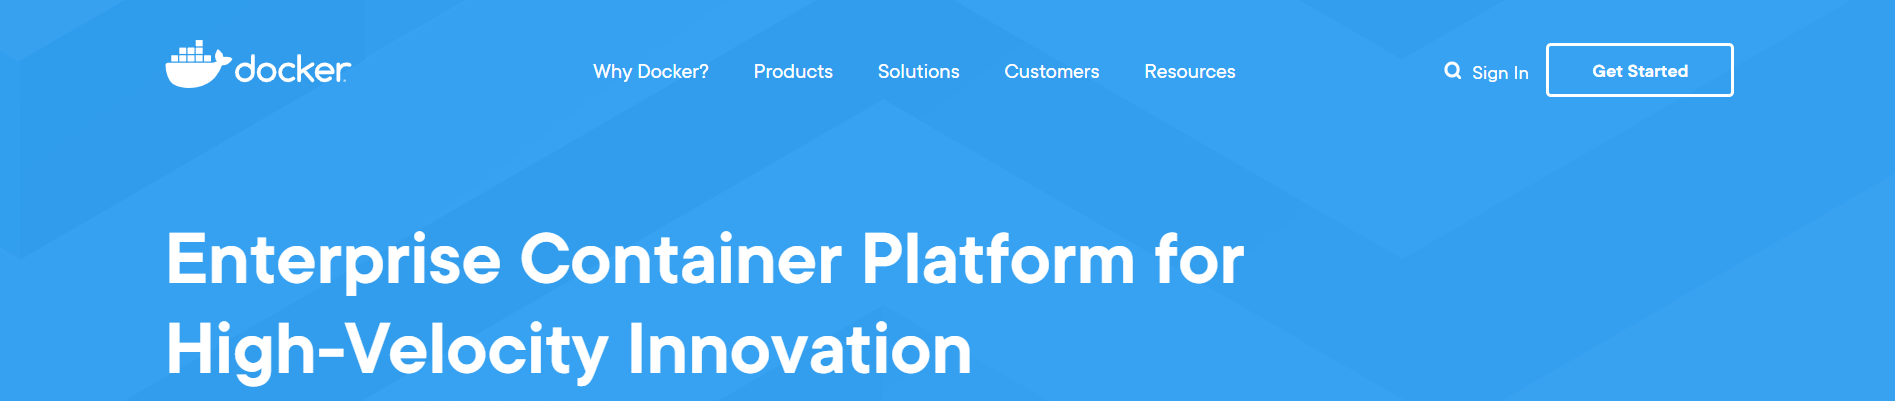 docker
Why Docker? Products Solutions Customers Resources Sign In Get Started
Enterprise Container Platform for
High-Velocity Innovation